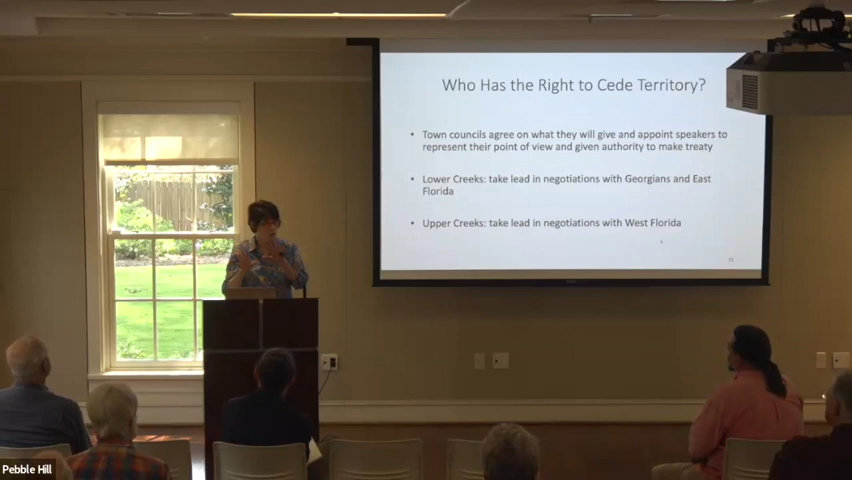 Who Has the Right to Cede Territory?
• Town councils agree on what they will give and appoint speakers to
represent their point of view and given authority to make treaty
• Lower Creeks: take lead in negotiations with Georgians and East
Florida
• Upper Creeks: take lead in negotiations with West Florida
Pebble Hill